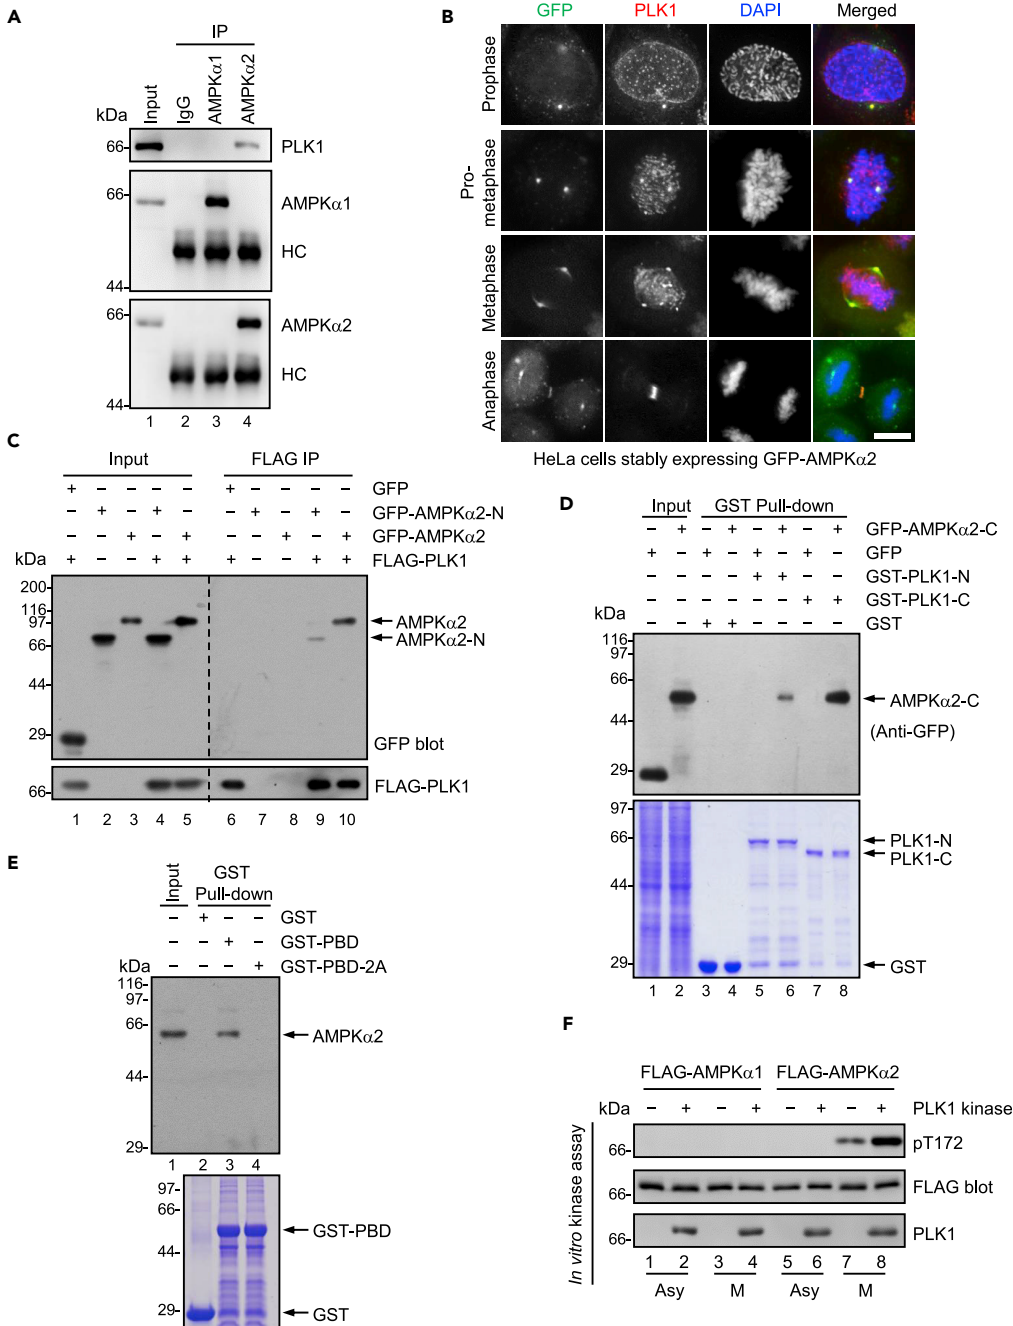 A
IP
kDa
Input
IgG
AMPKα1
AMPKα2
66-
PLK1
66-
AMPKα1
HC
44-
66-
AMPKα2
HC
44-
1 2 3 4
B
GFP PLK1 DAPI Merged
Prophase
Pro-
metaphase
Metaphase
Anaphase
HeLa cells stably expressing GFP-AMPKα2
C
Input FLAG IP
+ – – – – + – – – – GFP
– + – + – – + – + – GFP-AMPKα2-N
– – + – + – – + – + GFP-AMPKα2
kDa + – – + + + – – + + FLAG-PLK1
200-
116-
97-
AMPKα2
66-
AMPKα2-N
44-
29-
GFP blot
66-
FLAG-PLK1
1 2 3 4 5 6 7 8 9 10
D
Input GST Pull-down
– + – + – + – + GFP-AMPKα2-C
+ – + – + – + – GFP
– – – – + + – – GST-PLK1-N
– – – – – – + + GST-PLK1-C
kDa – – + + – – – – GST
116-
97-
66-
AMPKα2-C
44-
(Anti-GFP)
29-
97-
66-
PLK1-N
PLK1-C
44-
29-
GST
1 2 3 4 5 6 7 8
E
Input
GST
Pull-down
– + – – GST
– – + – GST-PBD
kDa – – – + GST-PBD-2A
116-
97-
66-
AMPKα2
44-
29-
1 2 3 4
97-
66-
GST-PBD
44-
29-
GST
F
FLAG-AMPKα1 FLAG-AMPKα2
kDa – + – + – + – + PLK1 kinase
In vitro kinase assay
66-
pT172
66-
FLAG blot
66-
PLK1
1 2 3 4 5 6 7 8
Asy M Asy M